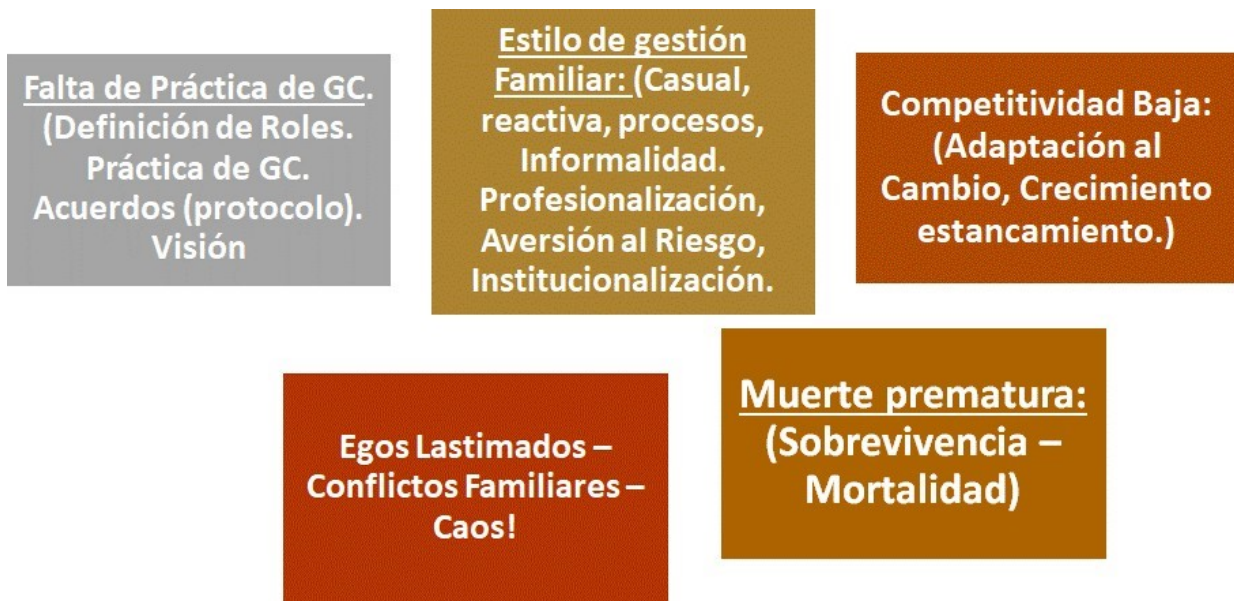 Falta de Práctica de GC.
(Definición de Roles.
Práctica de GC.
Acuerdos (protocolo).
Visión
Estilo de gestión
Familiar: (Casual,
reactiva, procesos,
Informalidad.
Profesionalización,
Aversión al Riesgo,
Institucionalización.
Competitividad Baja:
(Adaptación al
Cambio, Crecimiento
estancamiento.)
Egos Lastimados –
Conflictos Familiares –
Caos!
Muerte prematura:
(Sobrevivencia –
Mortalidad)